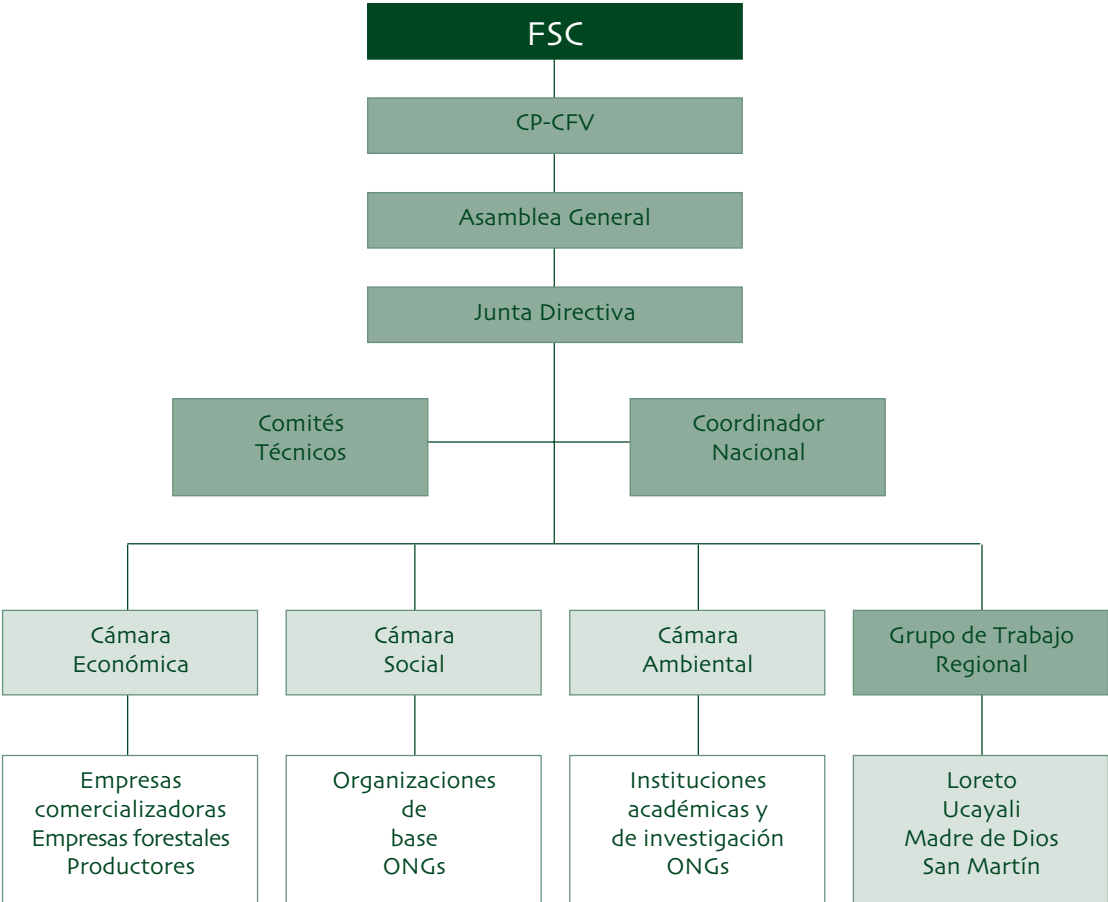 FSC
CP-CFV
Asamblea General
Junta Directiva
Comités
Técnicos
Coordinador
Nacional
Cámara
Económica
Cámara
Social
Cámara
Ambiental
Grupo de Trabajo
Regional
Empresas
comercializadoras
Empresas forestales
Productores
Organizaciones
de
base
ONGs
Instituciones
académicas y
de investigación
ONGs
Loreto
Ucayali
Madre de Dios
San Martín